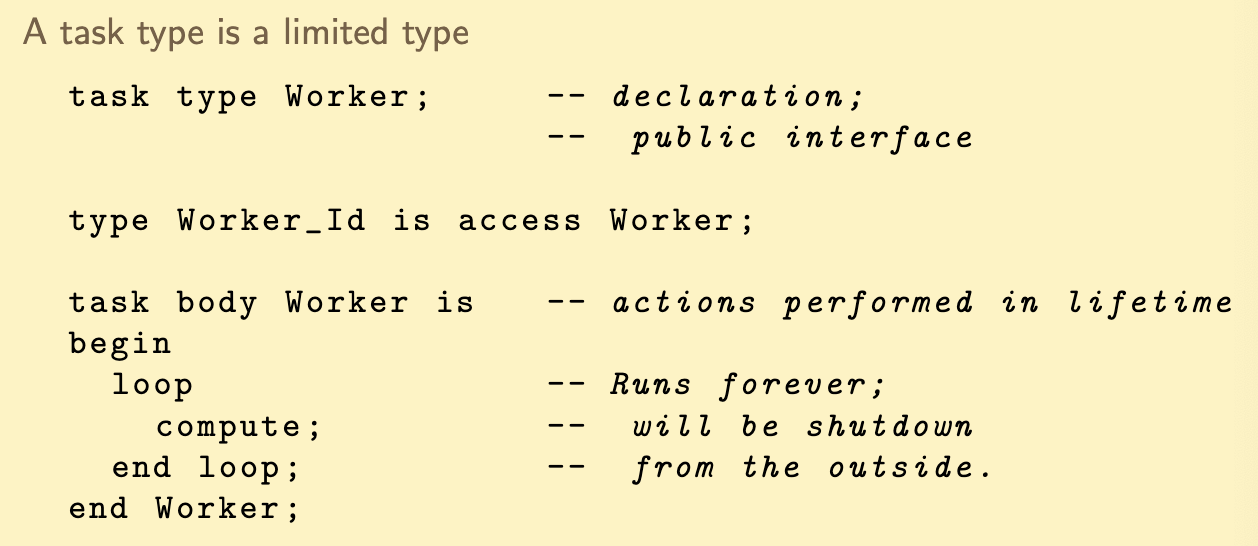 A task type is a limited type
task type Worker;      -- declaration;
                       --  public interface
type Worker_Id is access Worker;
task body Worker is    -- actions performed in lifetime
begin
  loop                 -- Runs forever;
    compute;           --  will be shutdown
  end loop;            --  from the outside.
end Worker;